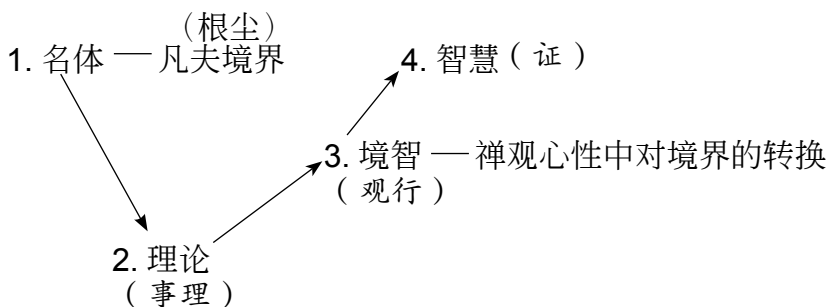 （根尘）
1. 名体 — 凡夫境界
4. 智慧（证）
3. 境智 — 禅观心性中对境界的转换
（观行）
2. 理论
（事理）